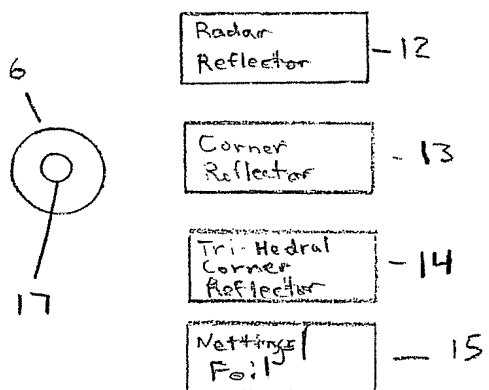 6
17
Radar
Reflector
12
Corner
Reflector
13
Tri-Hedral
Corner
Reflector
14
Nettings/
Foil
15